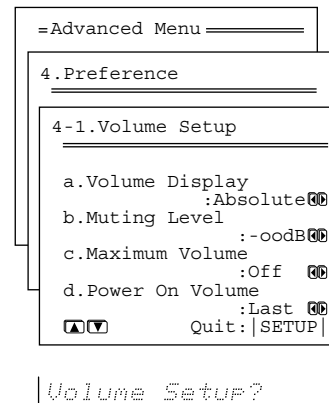 =Advanced Menu
4.Preference
4-1.Volume Setup
a.Volume Display
:Absolute
b.Muting Level
:-oodB
c.Maximum Volume
:Off
d.Power On Volume
:Last
Quit:|SETUP|
Volume Setup?